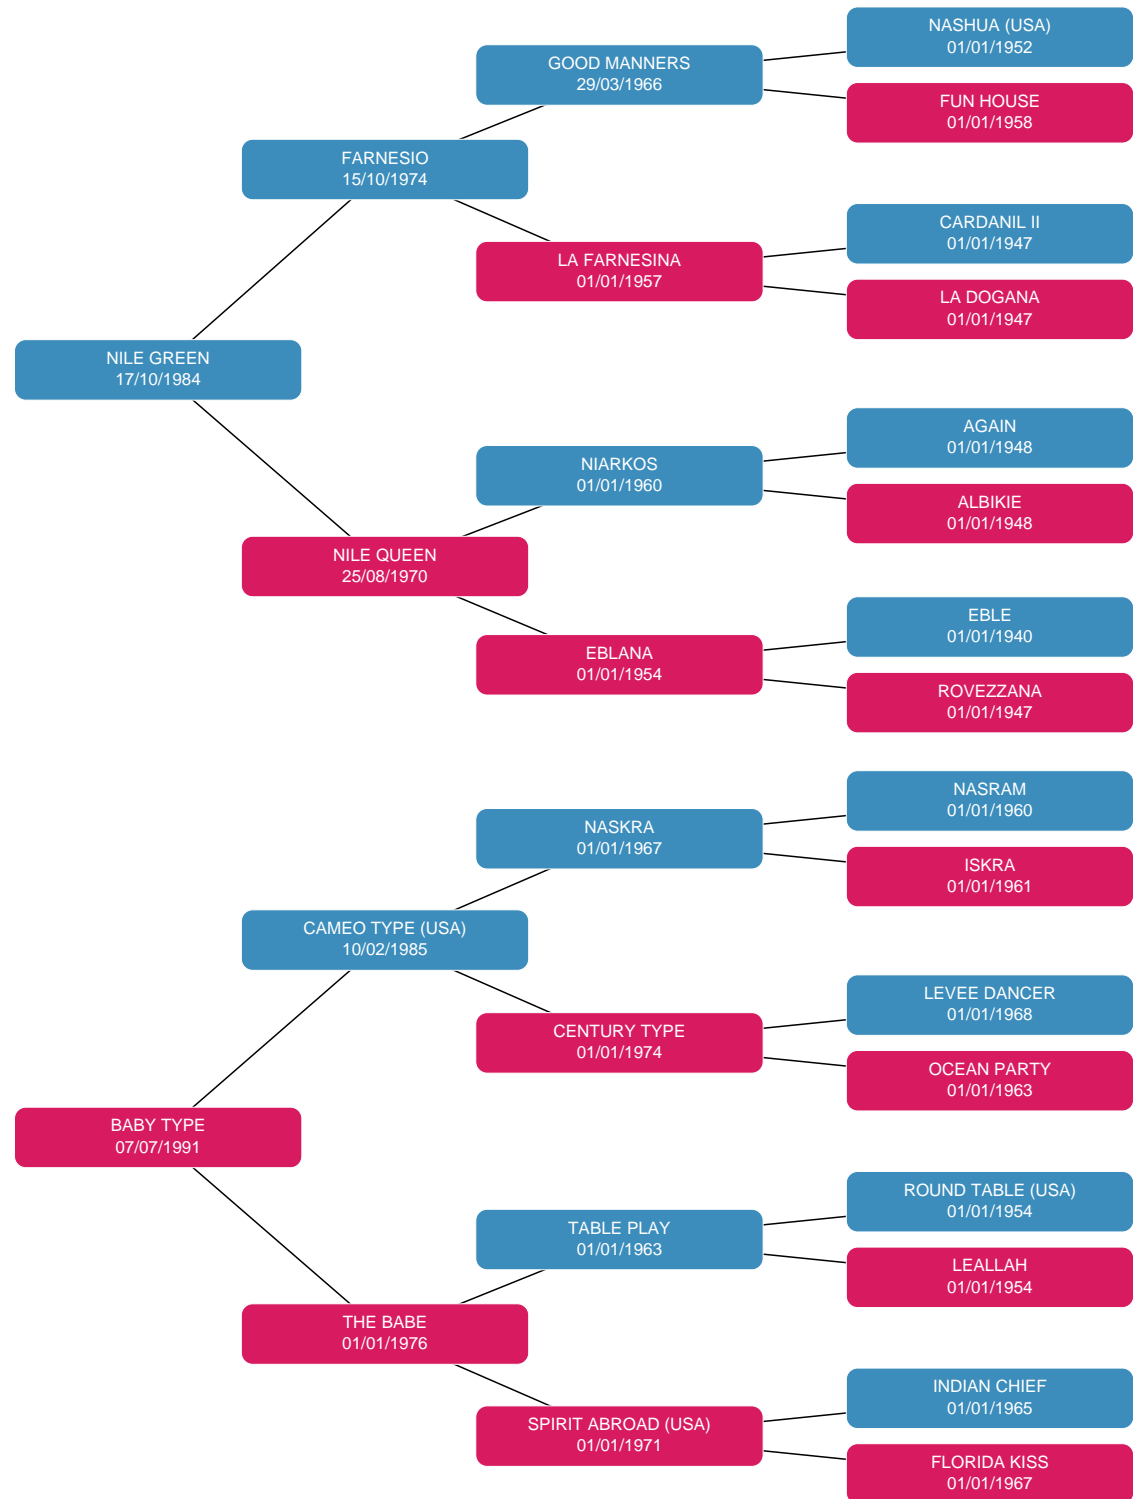 NASHUA (USA)
01/01/1952
GOOD MANNERS
29/03/1966
FUN HOUSE
01/01/1958
FARNESIO
15/10/1974
CARDANIL II
01/01/1947
LA FARNESINA
01/01/1957
LA DOGANA
01/01/1947
NILE GREEN
17/10/1984
AGAIN
01/01/1948
NIARKOS
01/01/1960
ALBIKIE
01/01/1948
NILE QUEEN
25/08/1970
EBLE
01/01/1940
EBLANA
01/01/1954
ROVEZZANA
01/01/1947
NASRAM
01/01/1960
NASKRA
01/01/1967
ISKRA
01/01/1961
CAMEO TYPE (USA)
10/02/1985
LEVEE DANCER
01/01/1968
CENTURY TYPE
01/01/1974
OCEAN PARTY
01/01/1963
BABY TYPE
07/07/1991
ROUND TABLE (USA)
01/01/1954
TABLE PLAY
01/01/1963
LEALLAH
01/01/1954
THE BABE
01/01/1976
INDIAN CHIEF
01/01/1965
SPIRIT ABROAD (USA)
01/01/1971
FLORIDA KISS
01/01/1967